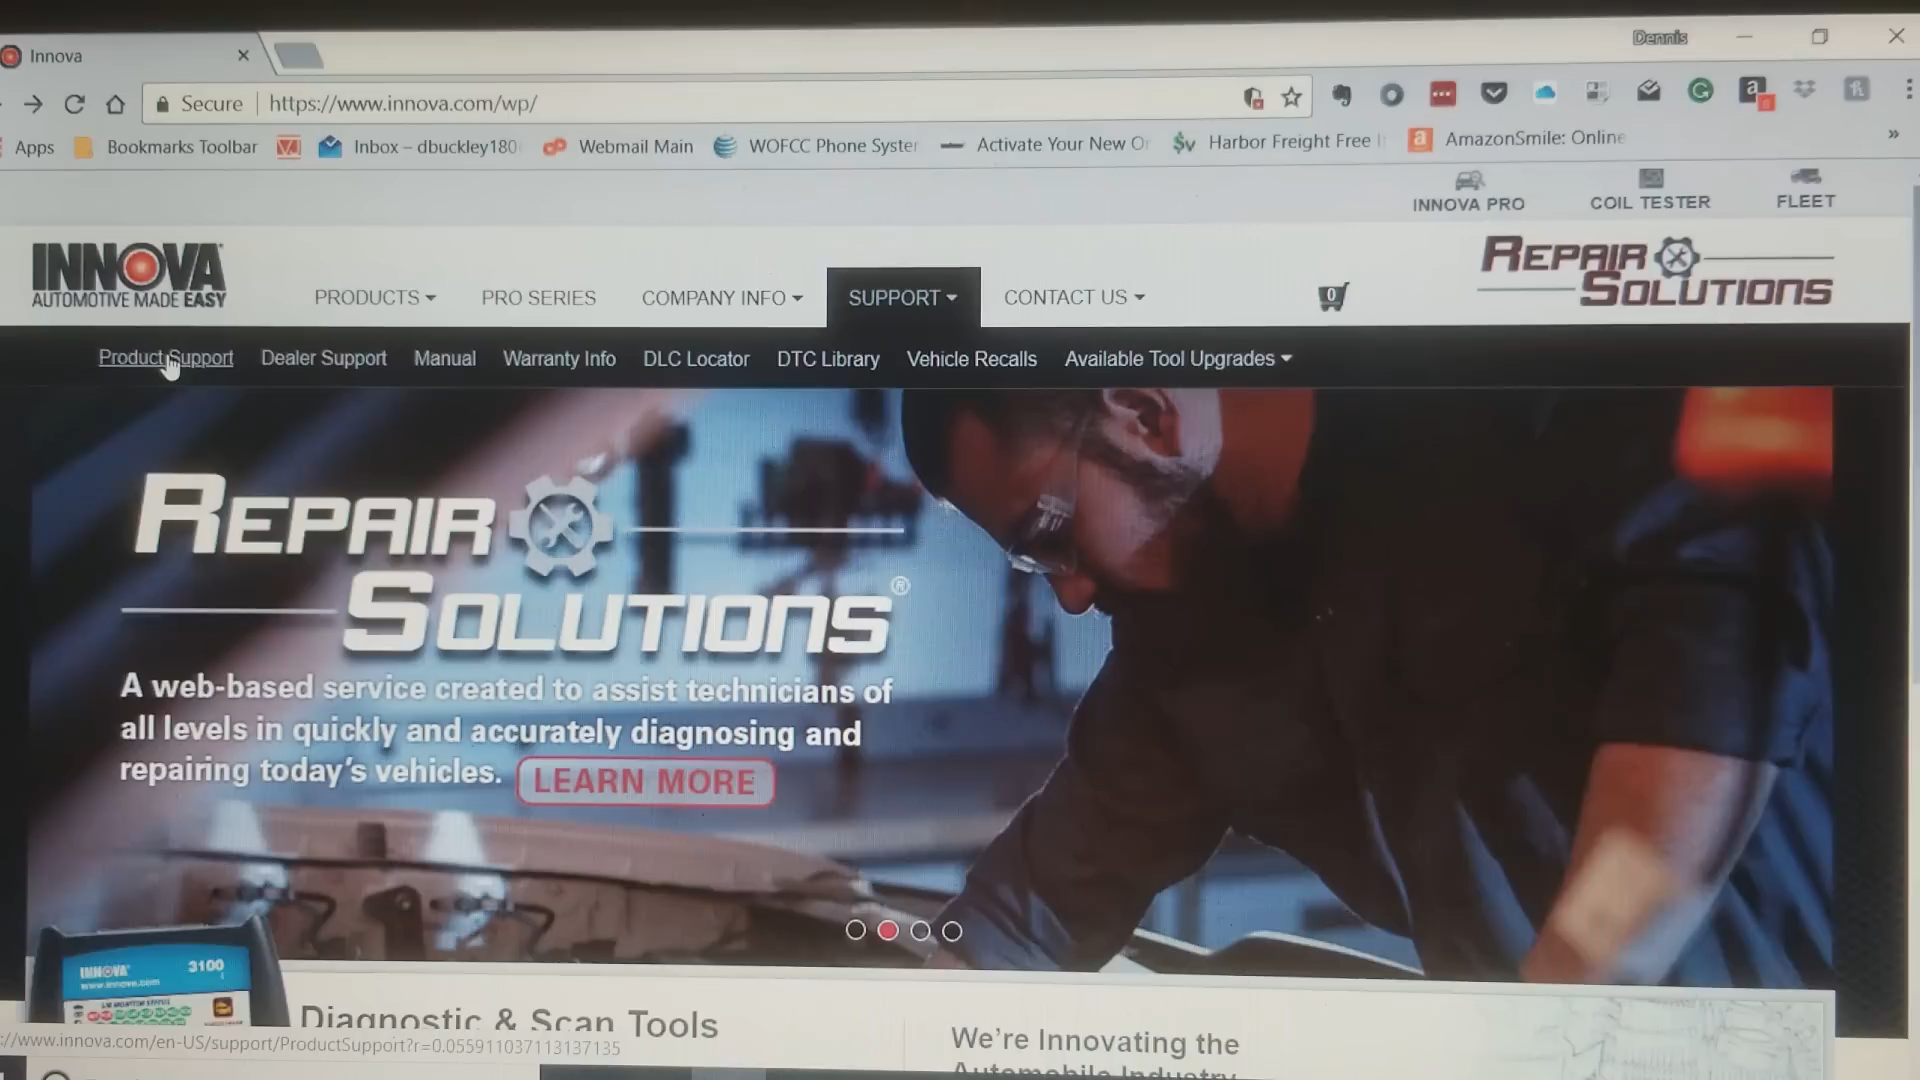 Innova
Dennis
Secure https://www.innova.com/wp/
Apps Bookmarks Toolbar Inbox – dbuckley180 Webmail Main WOFCC Phone Syster Activate Your New Or Harbor Freight Free I AmazonSmile: Online »
INNOVA PRO COIL TESTER FLEET
INNOVA
AUTOMOTIVE MADE EASY
PRODUCTS PRO SERIES COMPANY INFO SUPPORT CONTACT US 0
REPAIR
SOLUTIONS
Product Support Dealer Support Manual Warranty Info DLC Locator DTC Library Vehicle Recalls Available Tool Upgrades
REPAIR
SOLUTIONS®
A web-based service created to assist technicians of
all levels in quickly and accurately diagnosing and
repairing today's vehicles. LEARN MORE
INNOVA 3100
www.innova.com
Diagnostic & Scan Tools
We're Innovating the
Automobile Industry
://www.innova.com/en-US/support/ProductSupport?r=0.055911037113137135